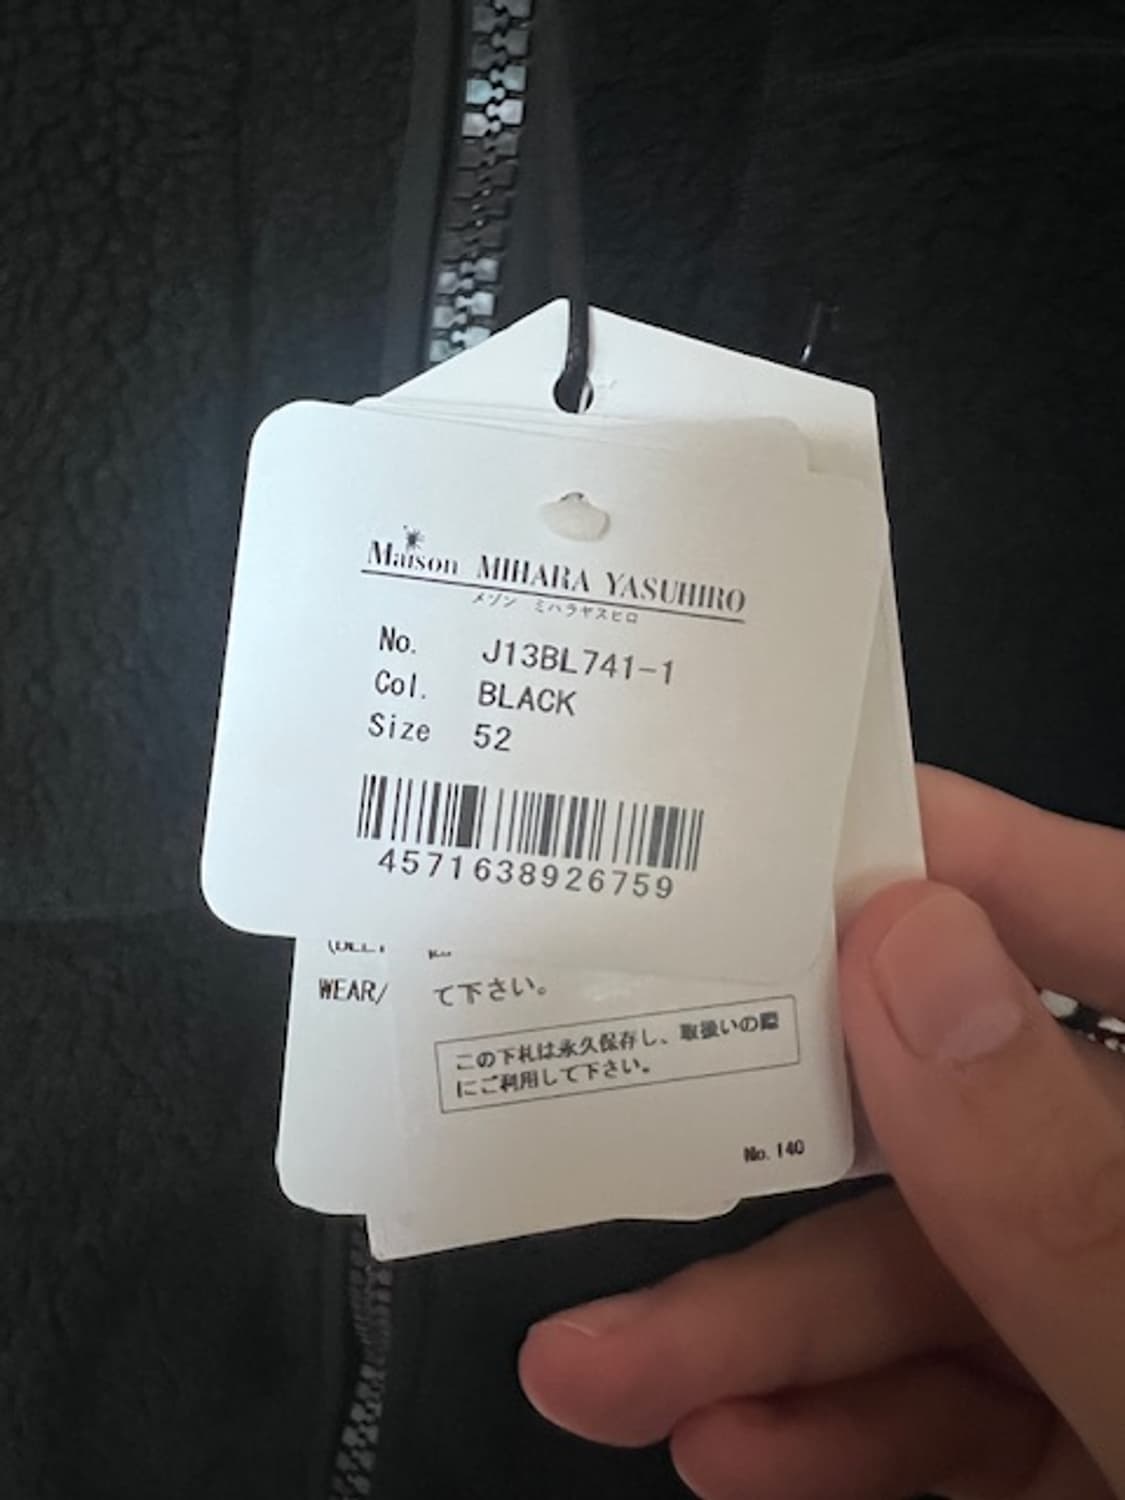 Maison MIHARA YASUHIRO
メゾン ミハラヤスヒロ
No. J13BL741-1
Col. BLACK
Size 52
4571638926759
WEAR/ て下さい。
この下札は永久保存し、取扱いの際
にご利用して下さい。
No. 140